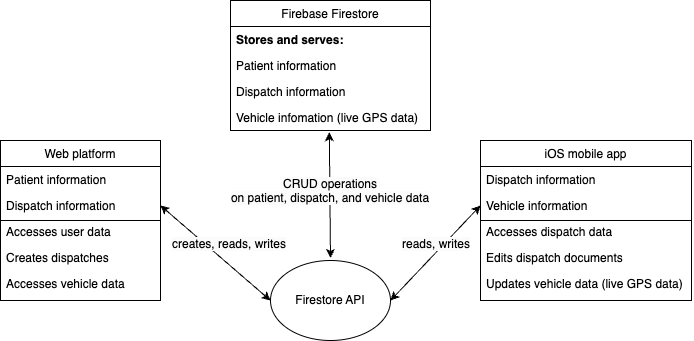 Firebase Firestore
Stores and serves:
Patient information
Dispatch information
Vehicle infomation (live GPS data)
Web platform
Patient information
Dispatch information
Accesses user data
Creates dispatches
Accesses vehicle data
CRUD operations
on patient, dispatch, and vehicle data
creates, reads, writes
reads, writes
Firestore API
iOS mobile app
Dispatch information
Vehicle information
Accesses dispatch data
Edits dispatch documents
Updates vehicle data (live GPS data)